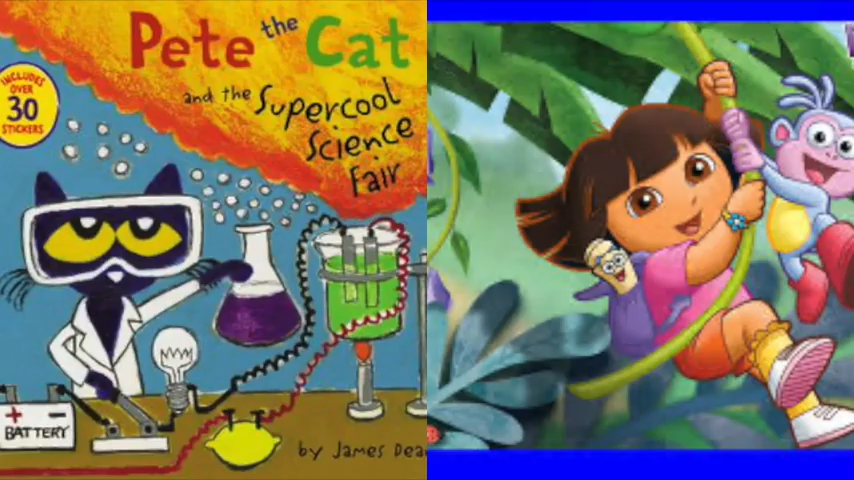 Pete the Cat
and the Supercool
Science
Fair
INCLUDES
OVER
30
STICKERS
+ -
BATTERY
by James Dea